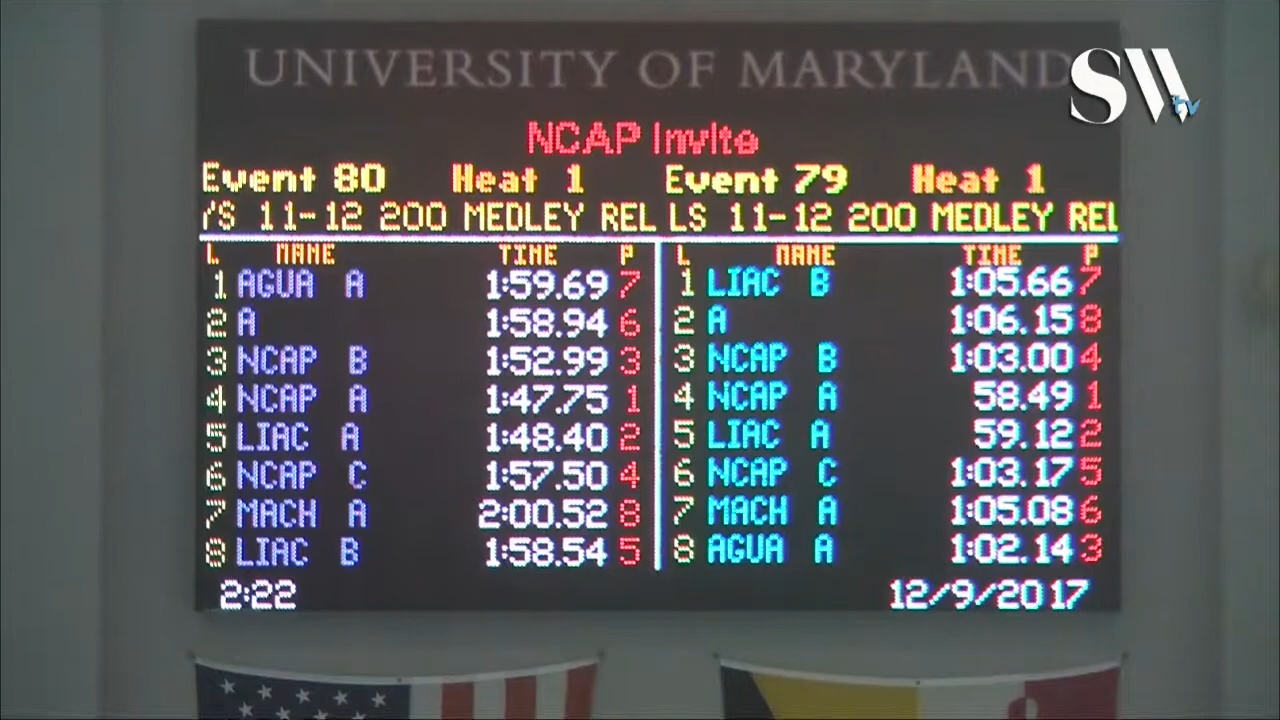 UNIVERSITY OF MARYLAND
SW tv
NCAP Invite
Event 80 Heat 1 Event 79 Heat 1
YS 11-12 200 MEDLEY REL LS 11-12 200 MEDLEY REL
L NAME TIME P L NAME TIME P
1 AGUA A 1:59.69 7 1 LIAC B 1:05.66 7
2 A 1:58.94 6 2 A 1:06.15 8
3 NCAP B 1:52.99 3 3 NCAP B 1:03.00 4
4 NCAP A 1:47.75 1 4 NCAP A 58.49 1
5 LIAC A 1:48.40 2 5 LIAC A 59.12 2
6 NCAP C 1:57.50 4 6 NCAP C 1:03.17 5
7 MACH A 2:00.52 8 7 MACH A 1:05.08 6
8 LIAC B 1:58.54 5 8 AGUA A 1:02.14 3
2:22 12/9/2017